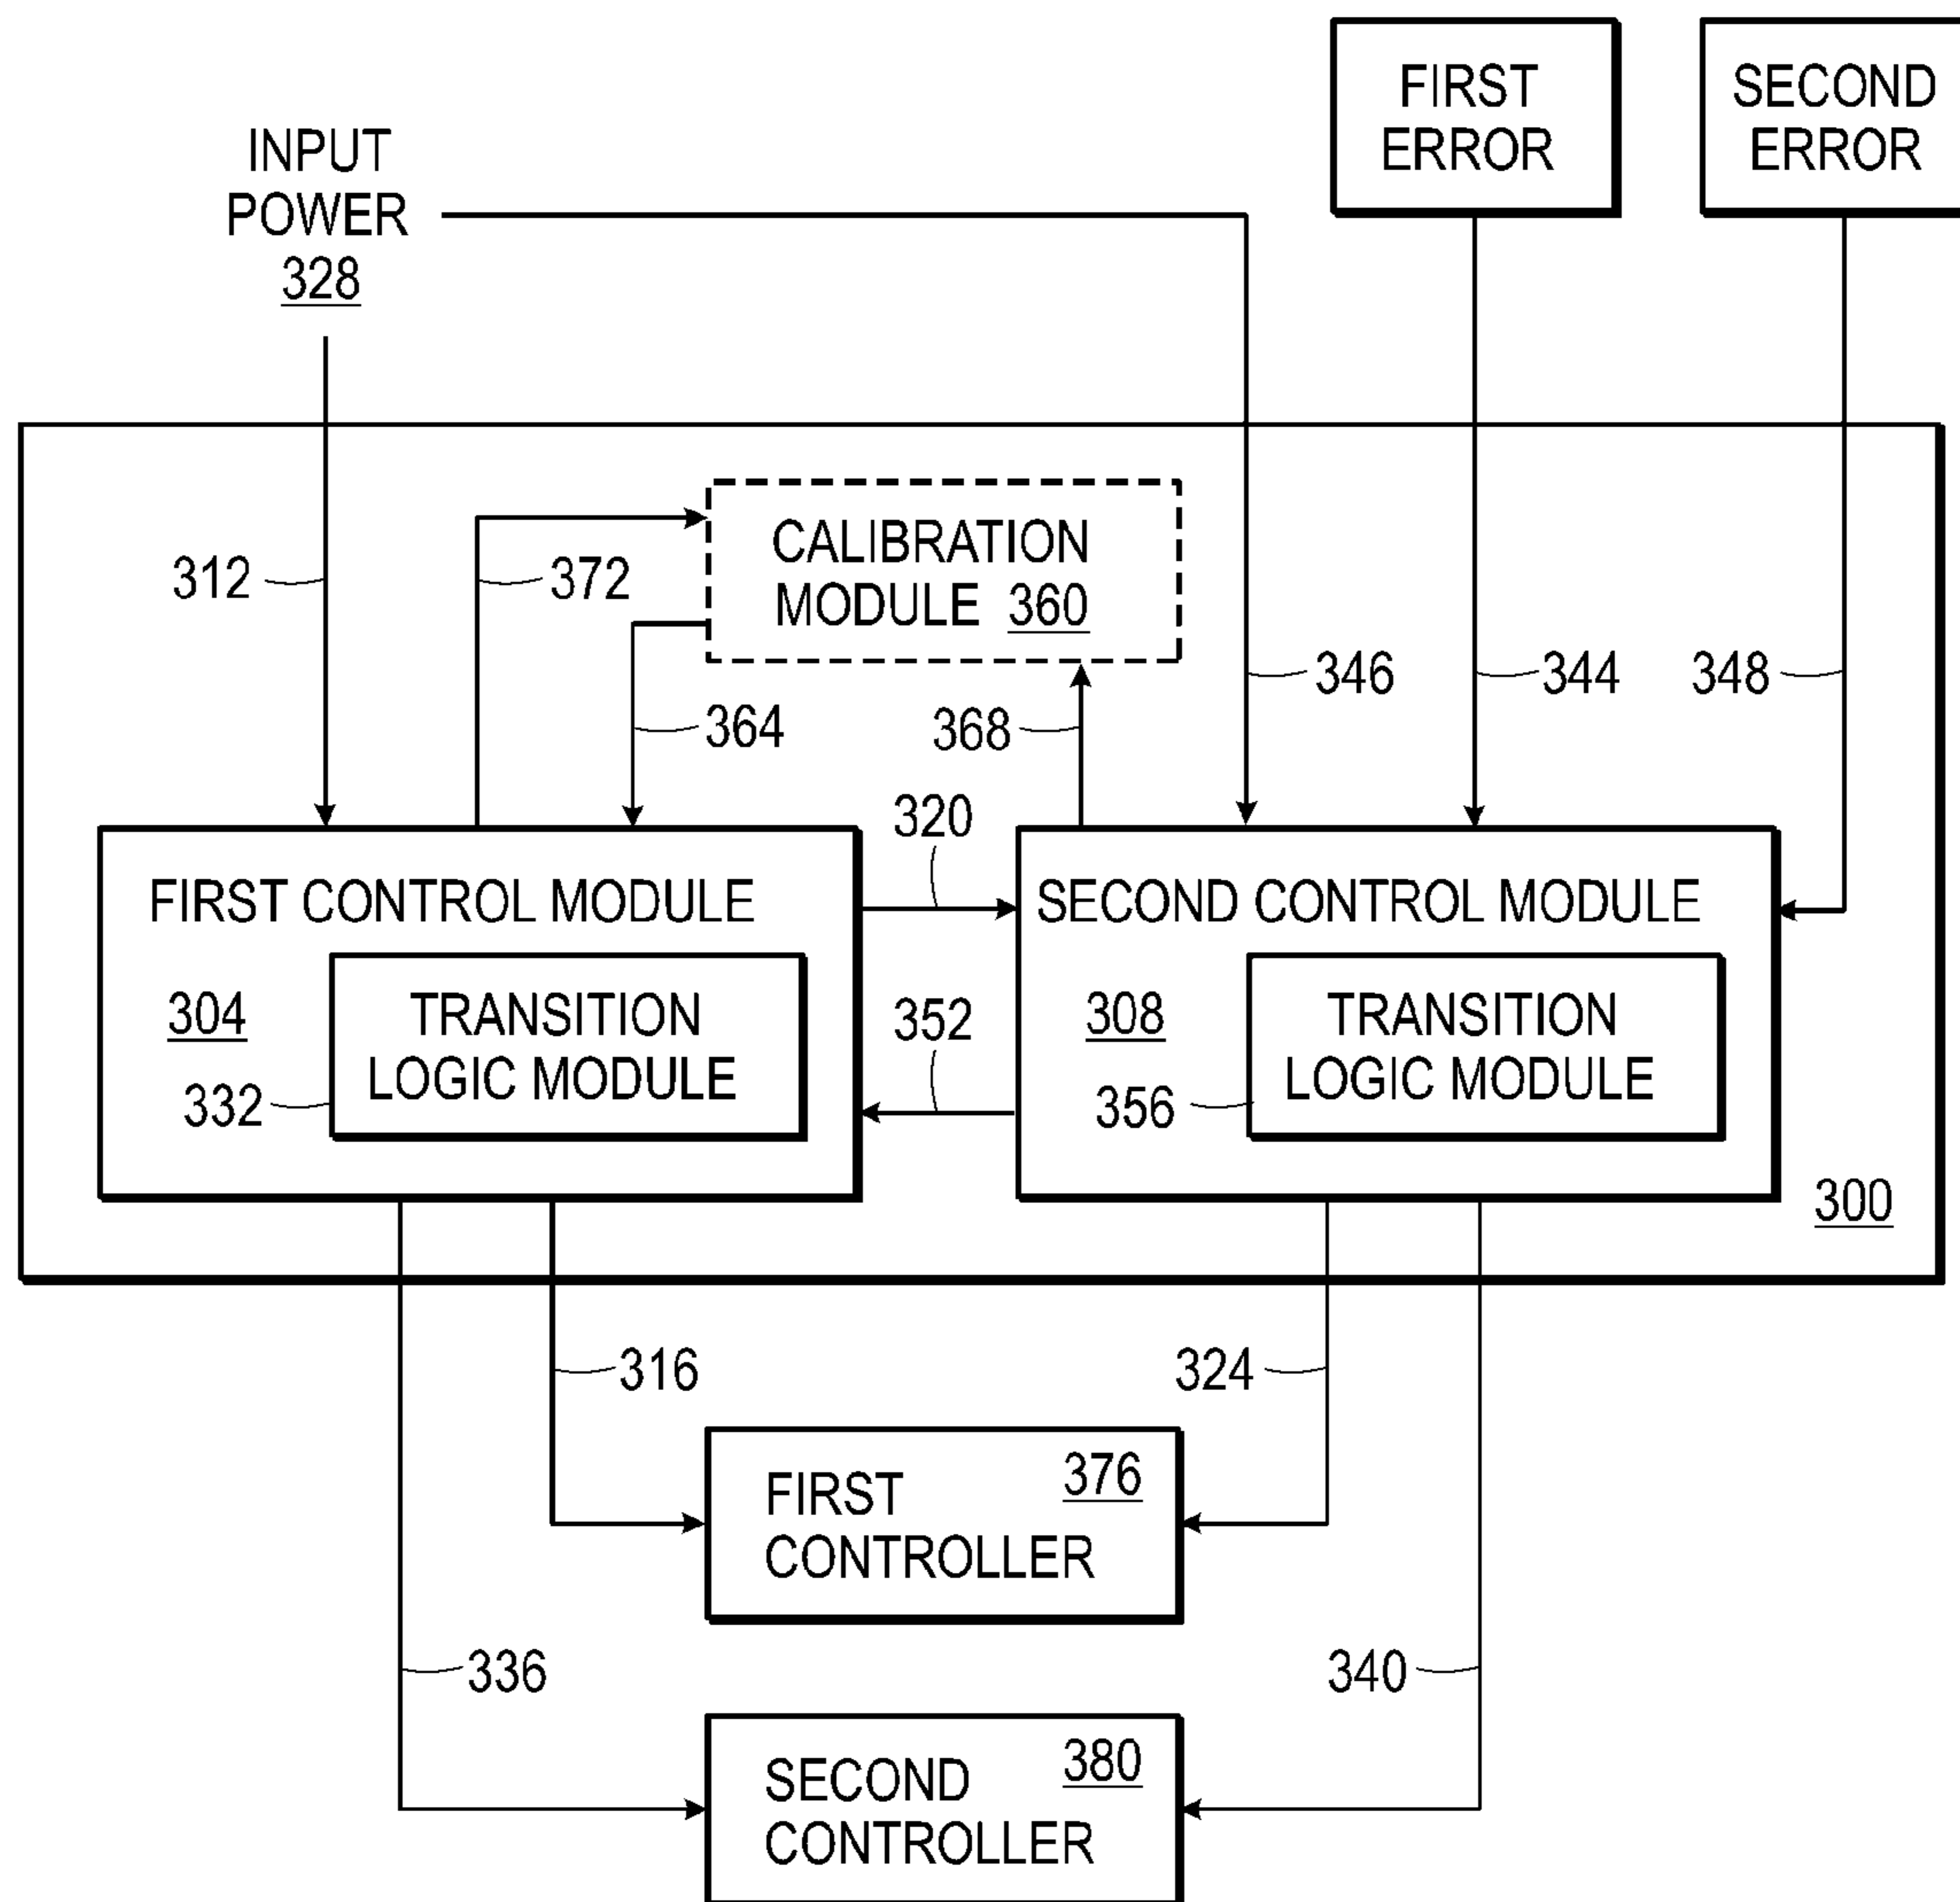 FIRST
ERROR
SECOND
ERROR
INPUT
POWER
328
312
372
CALIBRATION
MODULE 360
346
344
348
364
368
320
FIRST CONTROL MODULE
304
TRANSITION
LOGIC MODULE
332
352
SECOND CONTROL MODULE
308
TRANSITION
LOGIC MODULE
356
300
316
324
FIRST
CONTROLLER
376
336
340
SECOND
CONTROLLER
380